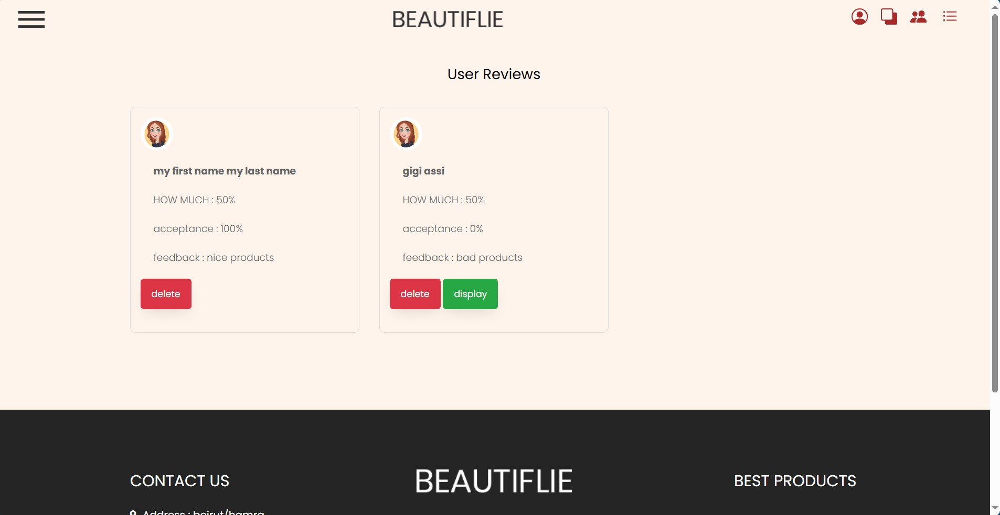 BEAUTIFLIE
User Reviews
my first name my last name
HOW MUCH : 50%
acceptance : 100%
feedback : nice products
delete
gigi assi
HOW MUCH : 50%
acceptance : 0%
feedback : bad products
delete display
CONTACT US
BEAUTIFLIE
BEST PRODUCTS
Address : beirut/hamra